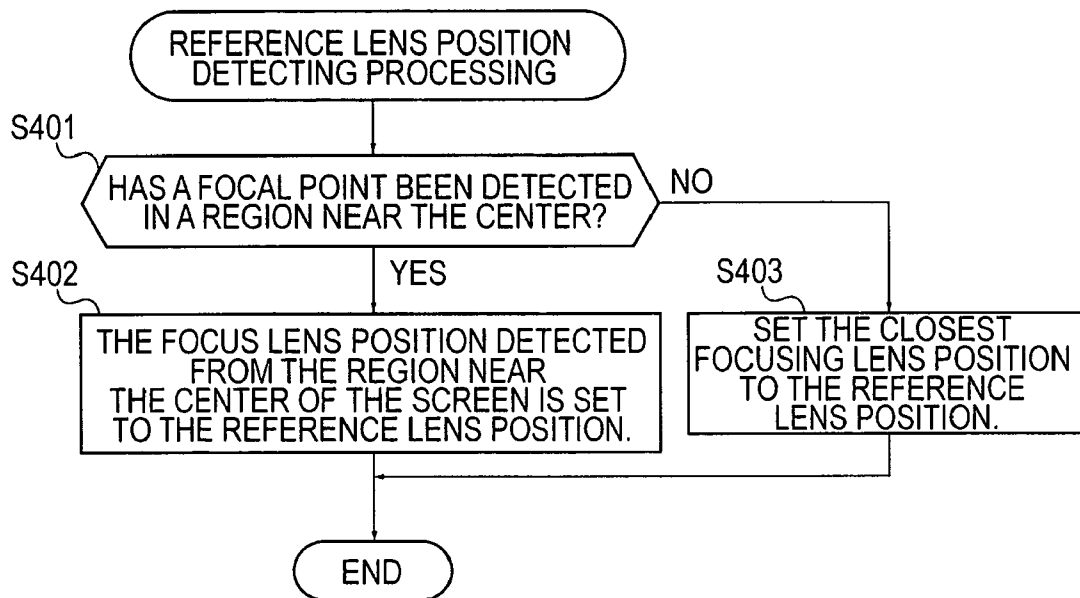 REFERENCE LENS POSITION
DETECTING PROCESSING
S401
HAS A FOCAL POINT BEEN DETECTED
IN A REGION NEAR THE CENTER?
NO
YES
S402
THE FOCUS LENS POSITION DETECTED
FROM THE REGION NEAR
THE CENTER OF THE SCREEN IS SET
TO THE REFERENCE LENS POSITION.
S403
SET THE CLOSEST
FOCUSING LENS POSITION
TO THE REFERENCE
LENS POSITION.
END